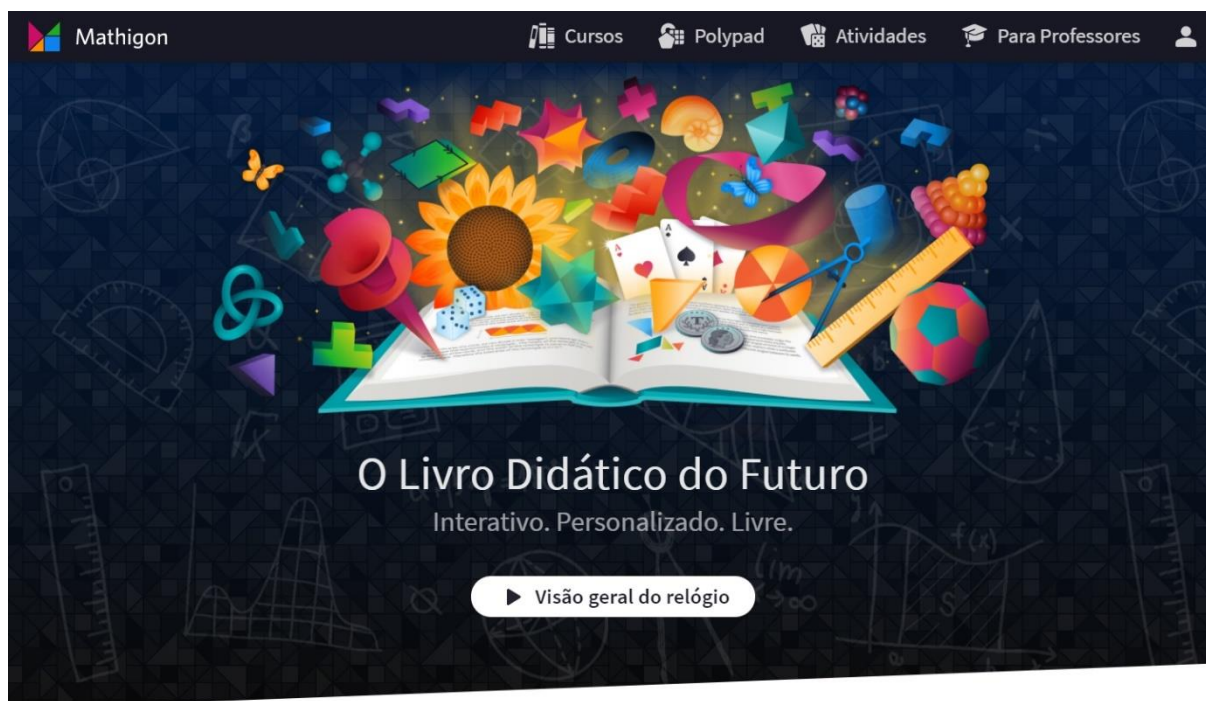 Mathigon
Cursos
Polypad
Atividades
Para Professores
O Livro Didático do Futuro
Interativo. Personalizado. Livre.
Visão geral do relógio